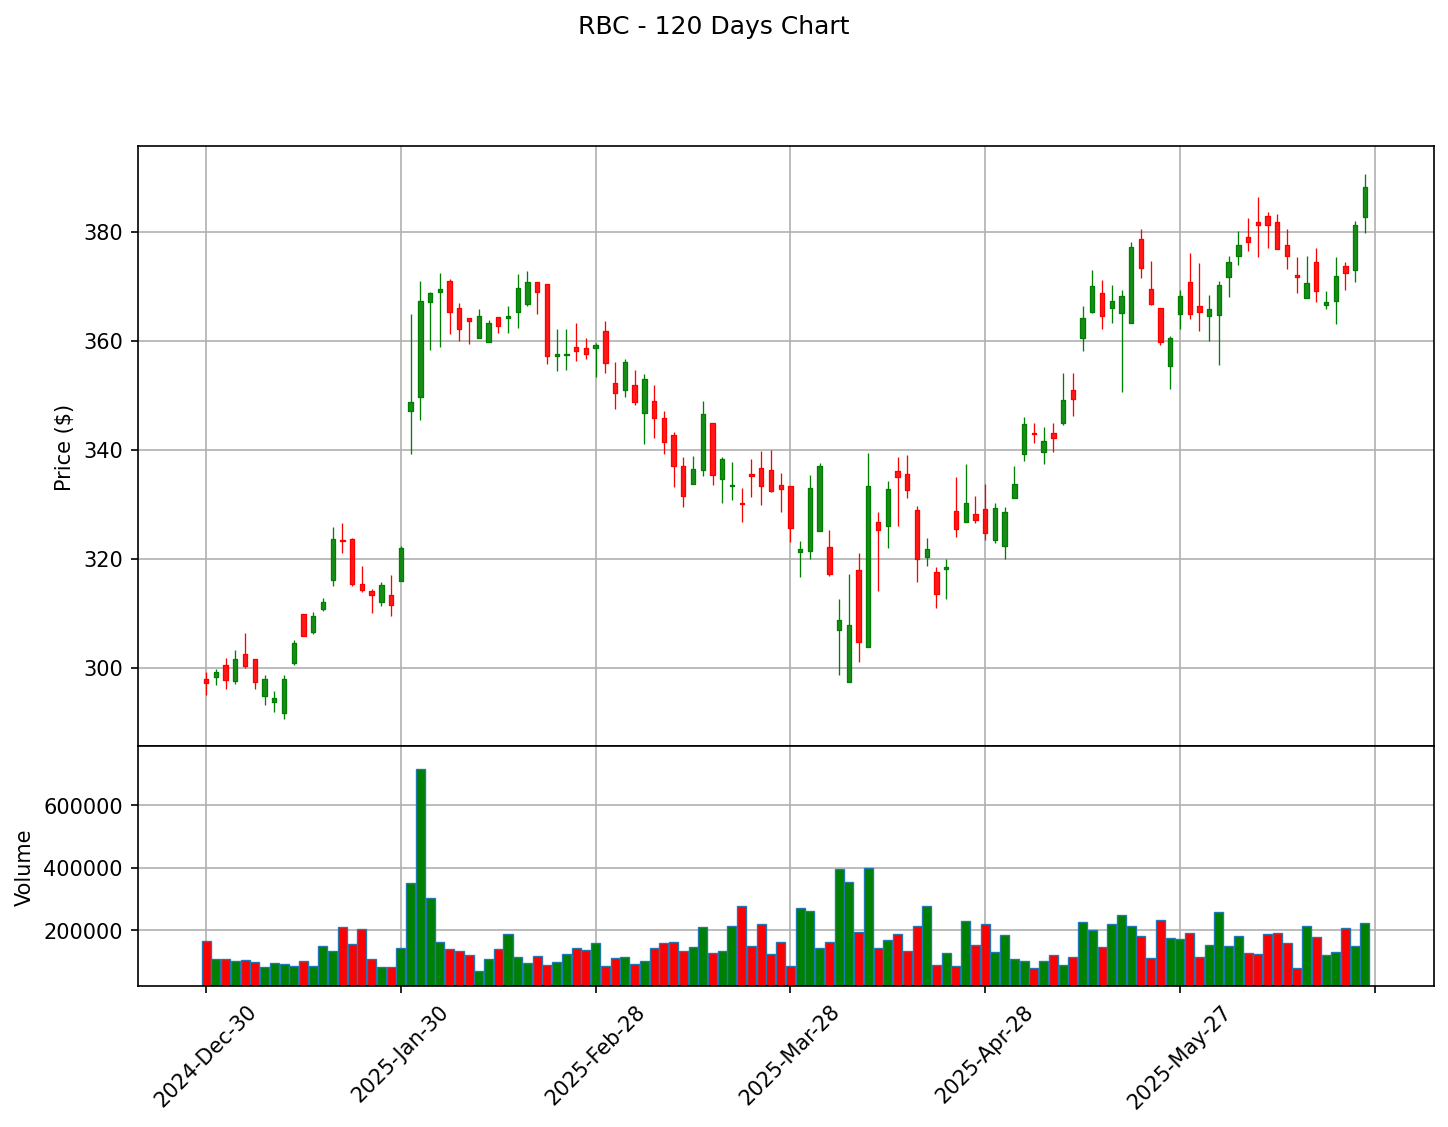 RBC - 120 Days Chart
Price ($)
380
360
340
320
300
Volume
600000
400000
200000
2024-Dec-30
2025-Jan-30
2025-Feb-28
2025-Mar-28
2025-Apr-28
2025-May-27